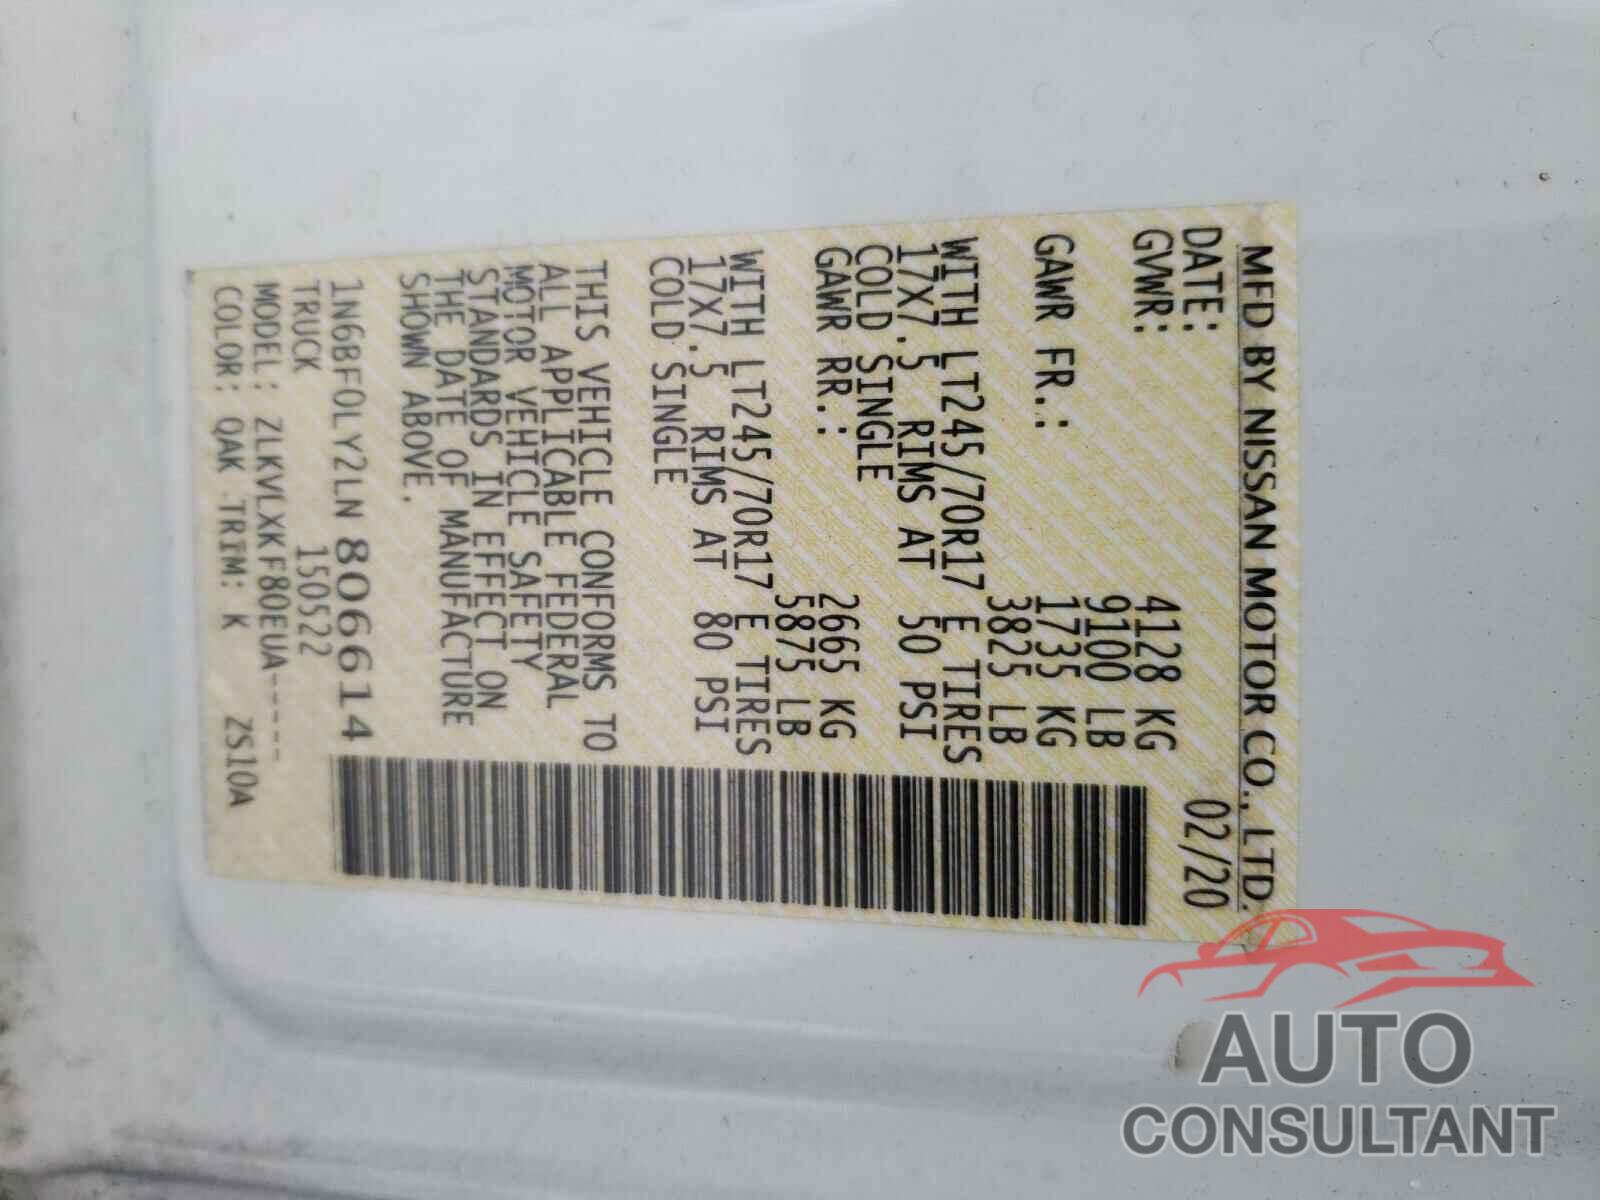 MFD BY NISSAN MOTOR CO., LTD.
DATE: 02/20
GVWR: 4128 KG
9100 LB
GAWR FR.: 1735 KG
3825 LB
WITH LT245/70R17 E TIRES
17X7.5 RIMS AT 50 PSI
COLD SINGLE
GAWR RR.: 2665 KG
5875 LB
WITH LT245/70R17 E TIRES
17X7.5 RIMS AT 80 PSI
COLD SINGLE
THIS VEHICLE CONFORMS TO
ALL APPLICABLE FEDERAL
MOTOR VEHICLE SAFETY
STANDARDS IN EFFECT ON
THE DATE OF MANUFACTURE
SHOWN ABOVE.
1N6BF0LY2LN 806614
TRUCK 150522
MODEL: ZLKVLXKF80EUA-----
COLOR: QAK TRIM: K 2S10A
AUTO
CONSULTANT